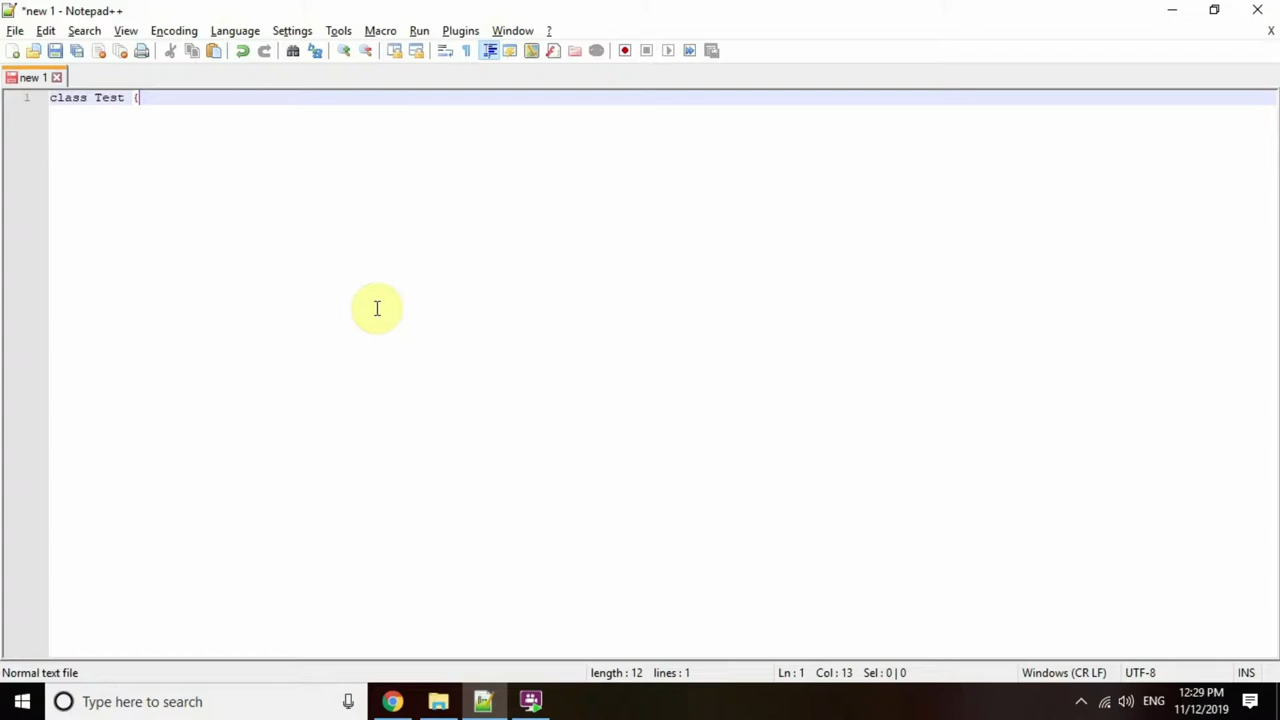 *new 1 - Notepad++
File Edit Search View Encoding Language Settings Tools Macro Run Plugins Window ? X
new 1
1 class Test {
Normal text file length : 12 lines : 1 Ln : 1 Col : 13 Sel : 0 | 0 Windows (CR LF) UTF-8 INS
Type here to search ENG 12:29 PM
11/12/2019